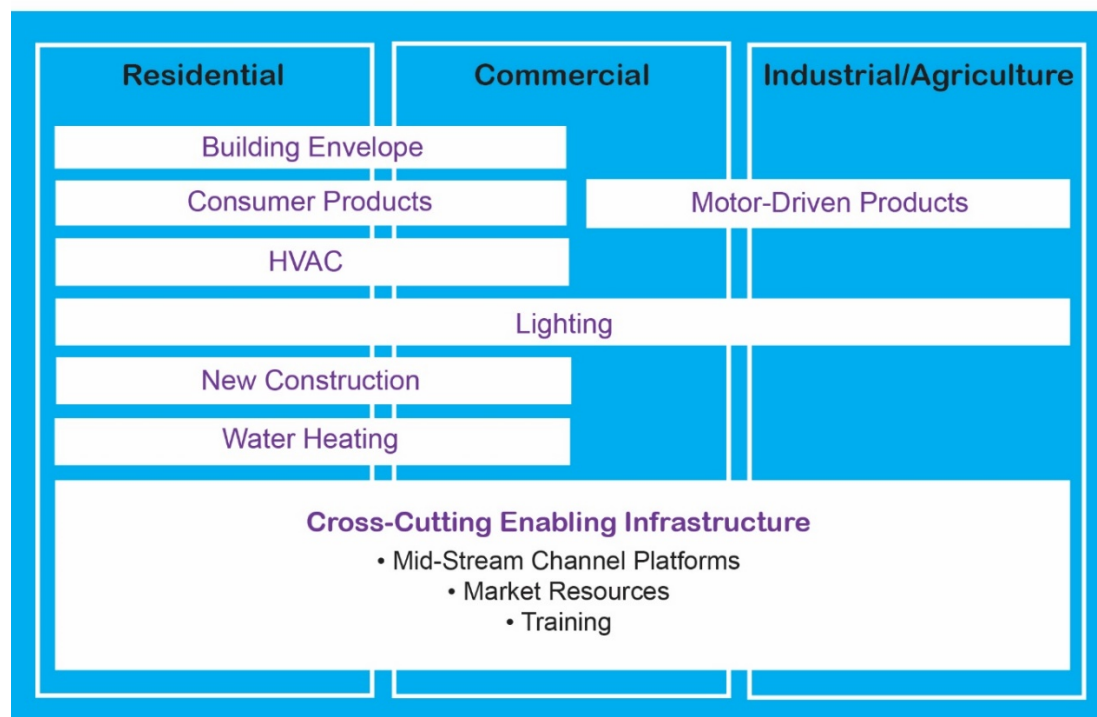 Residential
Commercial
Industrial/Agriculture
Building Envelope
Consumer Products
Motor-Driven Products
HVAC
Lighting
New Construction
Water Heating
Cross-Cutting Enabling Infrastructure
• Mid-Stream Channel Platforms
• Market Resources
• Training